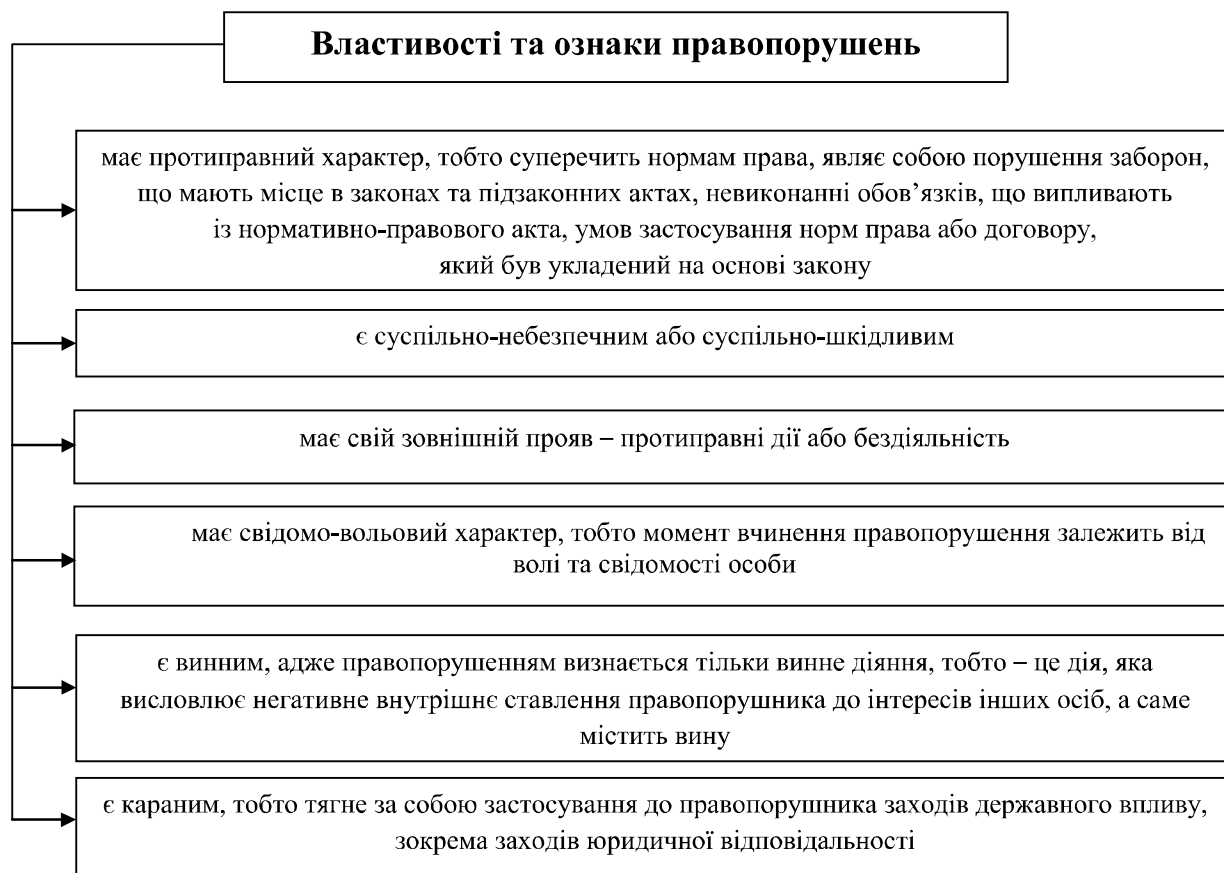 Властивості та ознаки правопорушень
має протиправний характер, тобто суперечить нормам права, являє собою порушення заборон,
що мають місце в законах та підзаконних актах, невиконанні обов’язків, що випливають
із нормативно-правового акта, умов застосування норм права або договору,
який був укладений на основі закону
є суспільно-небезпечним або суспільно-шкідливим
має свій зовнішній прояв – протиправні дії або бездіяльність
має свідомо-вольовий характер, тобто момент вчинення правопорушення залежить від
волі та свідомості особи
є винним, адже правопорушенням визнається тільки винне діяння, тобто – це дія, яка
висловлює негативне внутрішнє ставлення правопорушника до інтересів інших осіб, а саме
містить вину
є караним, тобто тягне за собою застосування до правопорушника заходів державного впливу,
зокрема заходів юридичної відповідальності